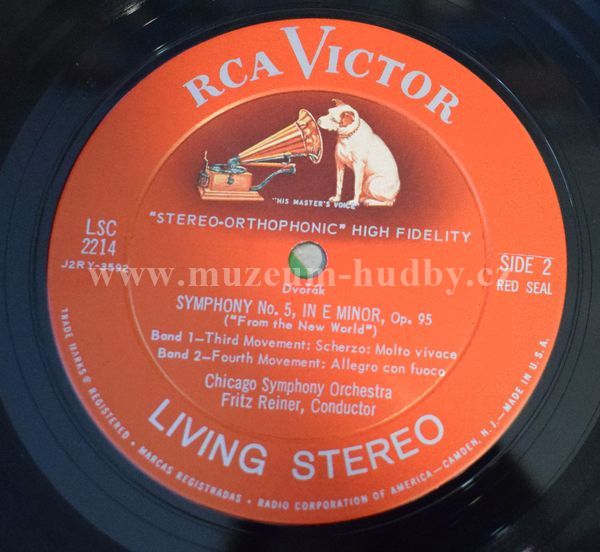 RCA VICTOR
"HIS MASTER'S VOICE"
"STEREO-ORTHOPHONIC" HIGH FIDELITY
LSC
2214
J2RY-3592
SIDE 2
RED SEAL
www.muzeum-hudby.cz
Dvořák
SYMPHONY No. 5, IN E MINOR, Op. 95
("From the New World")
Band 1—Third Movement: Scherzo: Molto vivace
Band 2—Fourth Movement: Allegro con fuoco
Chicago Symphony Orchestra
Fritz Reiner, Conductor
LIVING STEREO
TRADE MARKS ® REGISTERED. • MARCAS REGISTRADAS • RADIO CORPORATION OF AMERICA—CAMDEN, N. J.—MADE IN U.S.A.